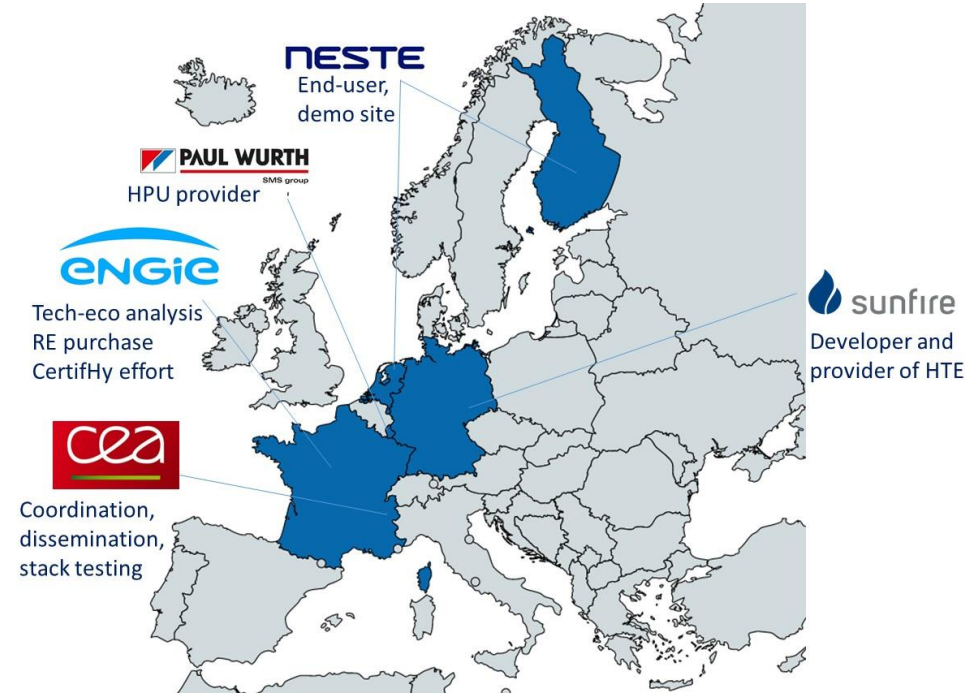 NESTE
End-user,
demo site
PAUL WURTH
SMS group
HPU provider
ENGIE
Tech-eco analysis
RE purchase
CertifHy effort
sunfire
Developer and
provider of HTE
cea
Coordination,
dissemination,
stack testing